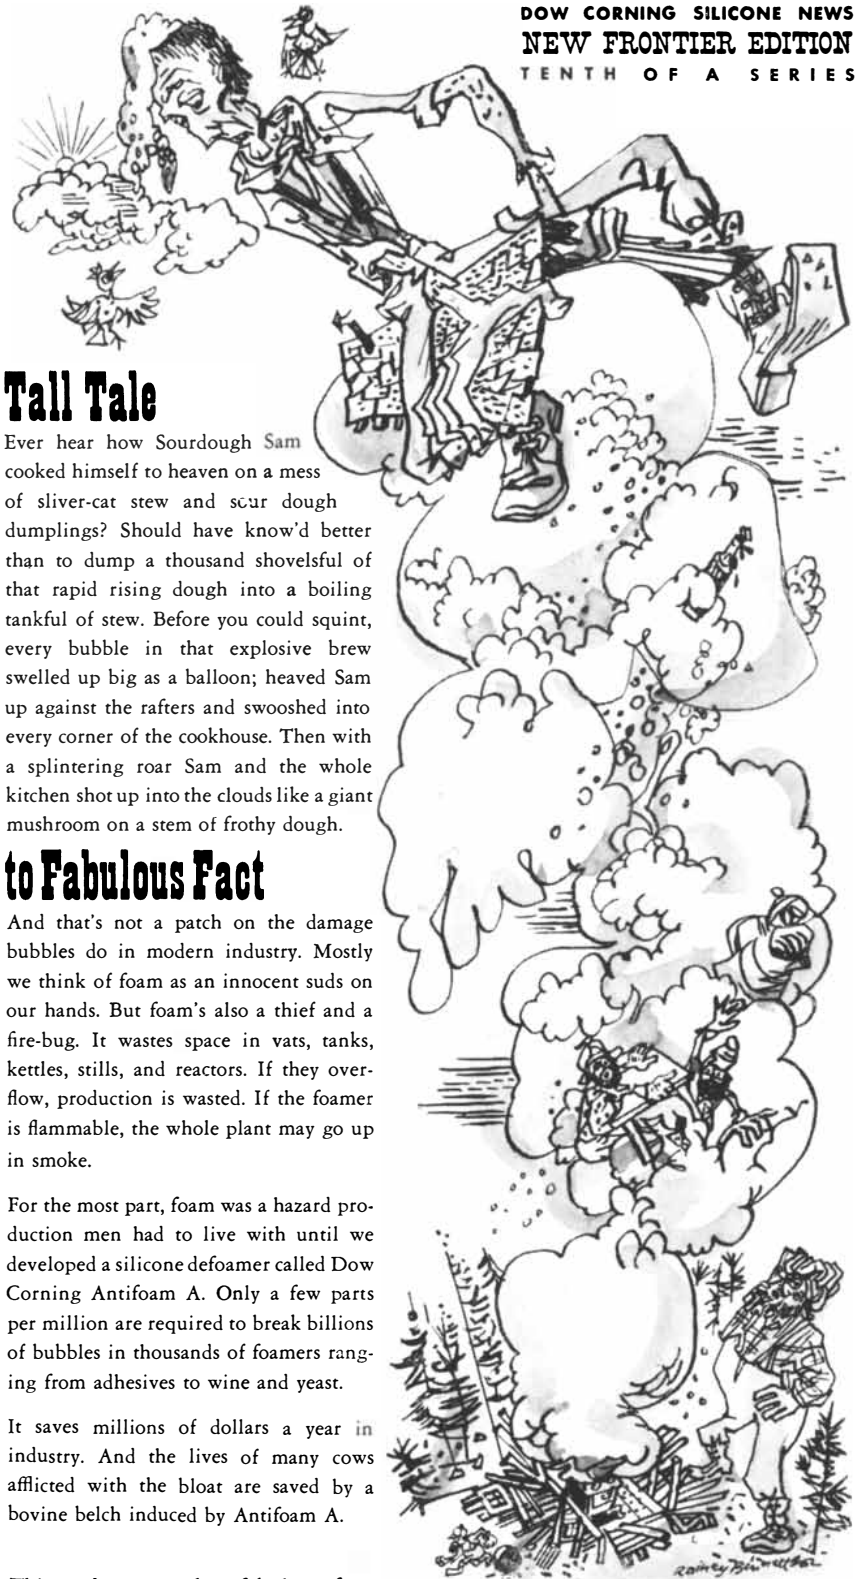 DOW CORNING SILICONE NEWS
NEW FRONTIER EDITION
TENTH OF A SERIES
Tall Tale
Ever hear how Sourdough Sam
cooked himself to heaven on a mess
of sliver-cat stew and sour dough
dumplings? Should have know'd better
than to dump a thousand shovelsful of
that rapid rising dough into a boiling
tankful of stew. Before you could squint,
every bubble in that explosive brew
swelled up big as a balloon; heaved Sam
up against the rafters and swooshed into
every corner of the cookhouse. Then with
a splintering roar Sam and the whole
kitchen shot up into the clouds like a giant
mushroom on a stem of frothy dough.
to Fabulous Fact
And that's not a patch on the damage
bubbles do in modern industry. Mostly
we think of foam as an innocent suds on
our hands. But foam's also a thief and a
fire-bug. It wastes space in vats, tanks,
kettles, stills, and reactors. If they over-
flow, production is wasted. If the foamer
is flammable, the whole plant may go up
in smoke.
For the most part, foam was a hazard pro-
duction men had to live with until we
developed a silicone defoamer called Dow
Corning Antifoam A. Only a few parts
per million are required to break billions
of bubbles in thousands of foamers rang-
ing from adhesives to wine and yeast.
It saves millions of dollars a year in
industry. And the lives of many cows
afflicted with the bloat are saved by a
bovine belch induced by Antifoam A.